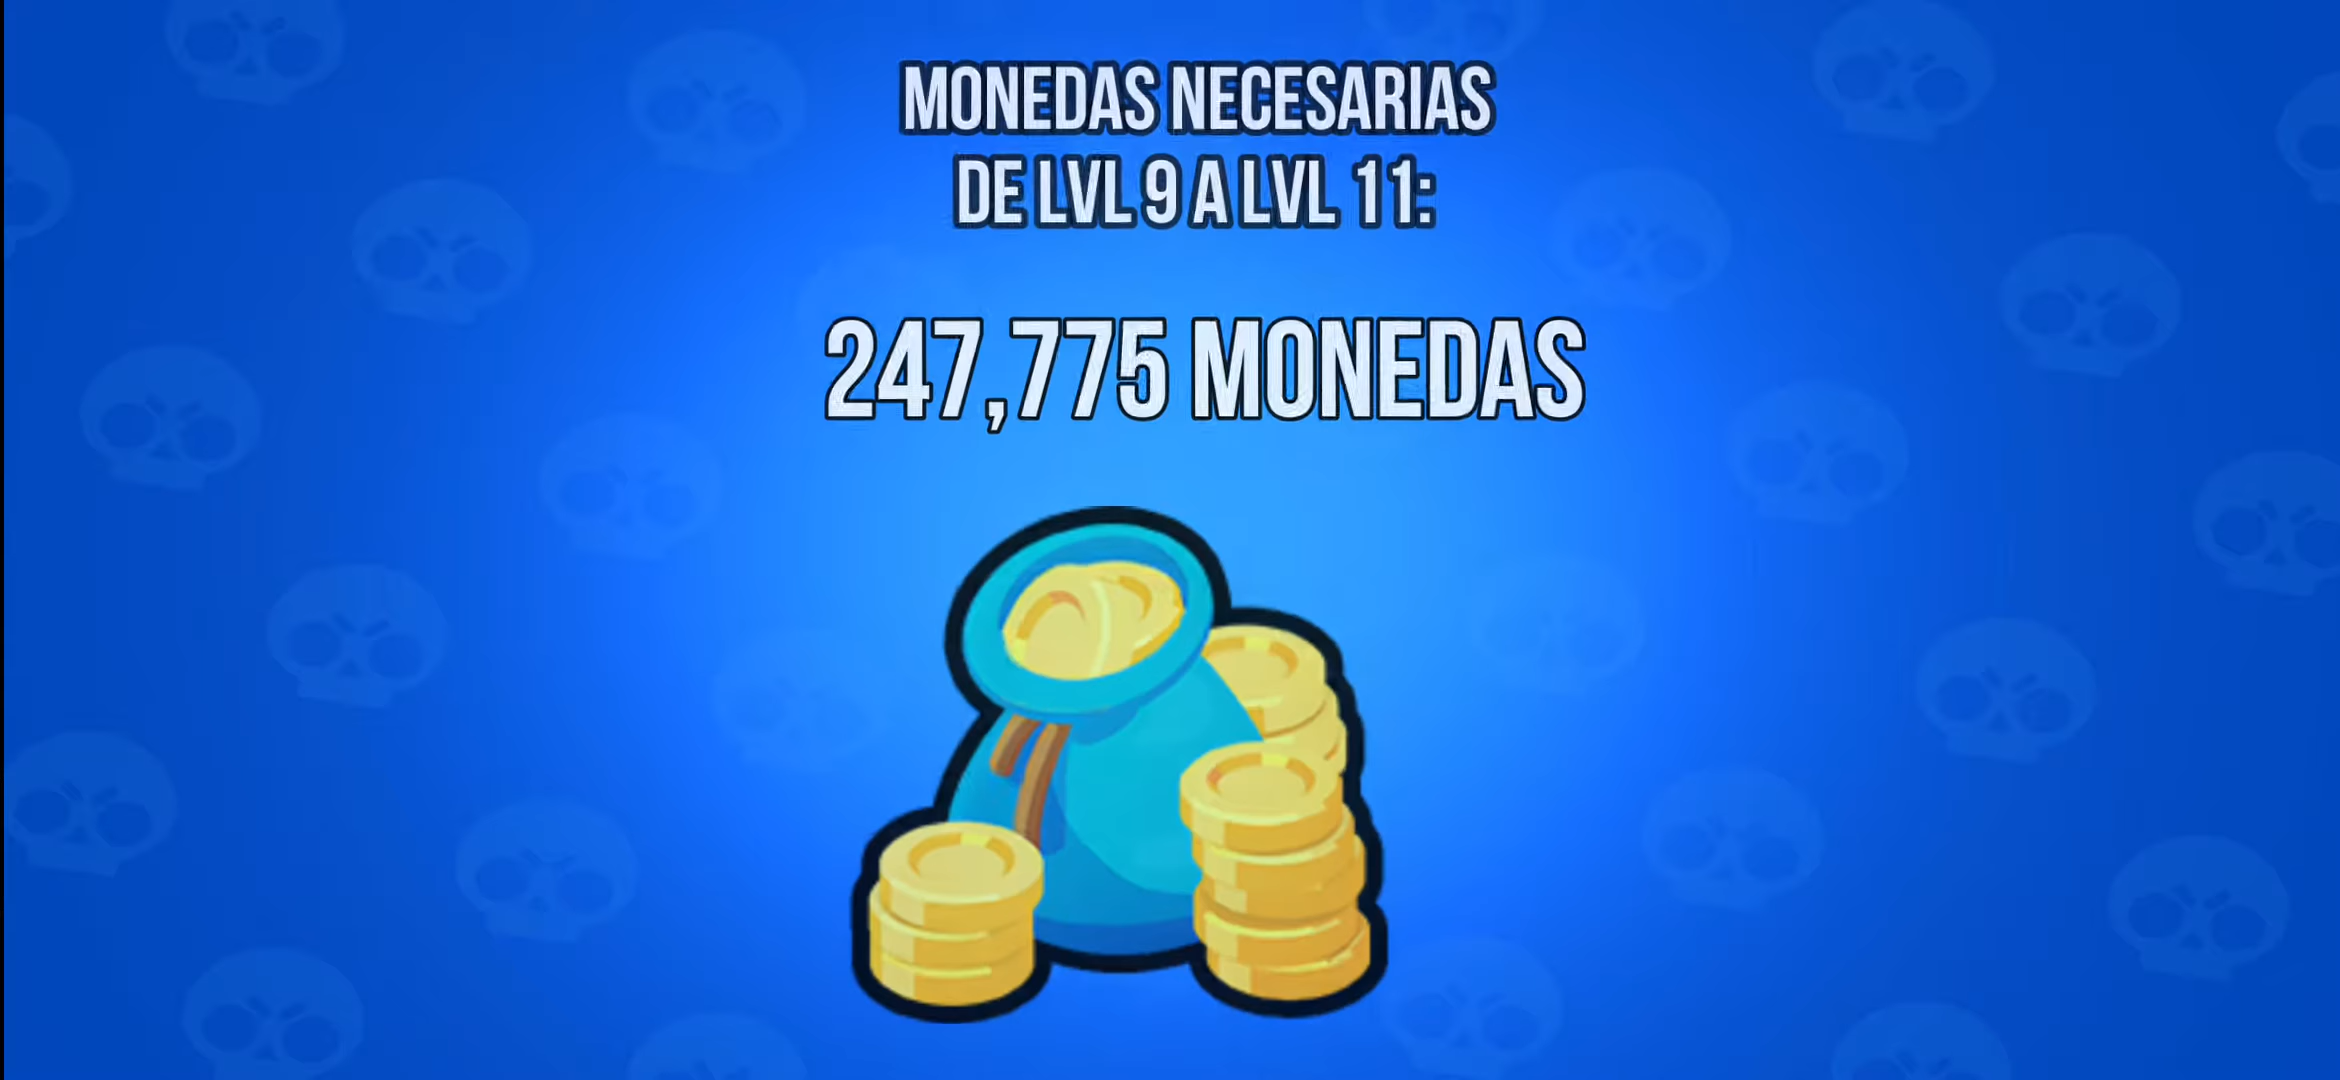 MONEDAS NECESARIAS
DE LVL 9 A LVL 11:
247,775 MONEDAS